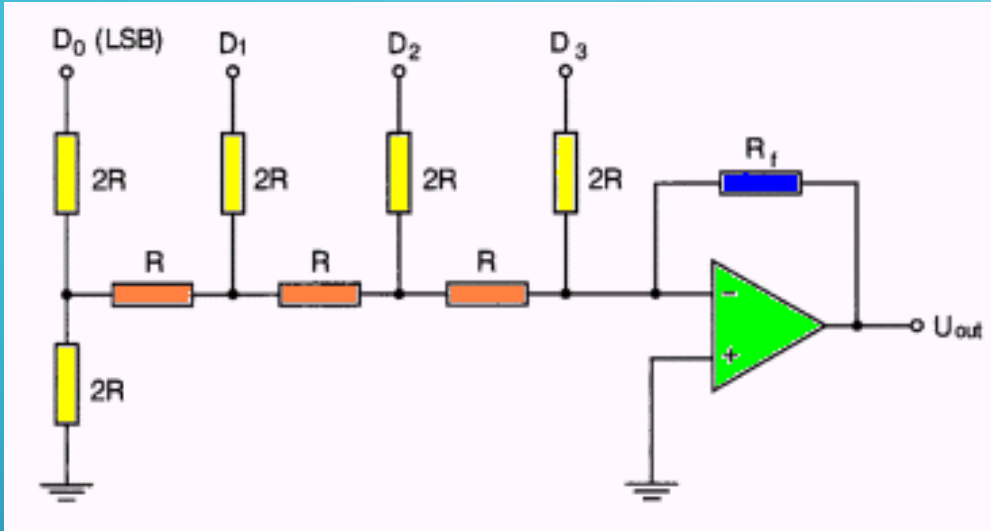 D0 (LSB) D1 D2 D3
2R 2R 2R 2R
Rf
R R R
-
+
Uout
2R